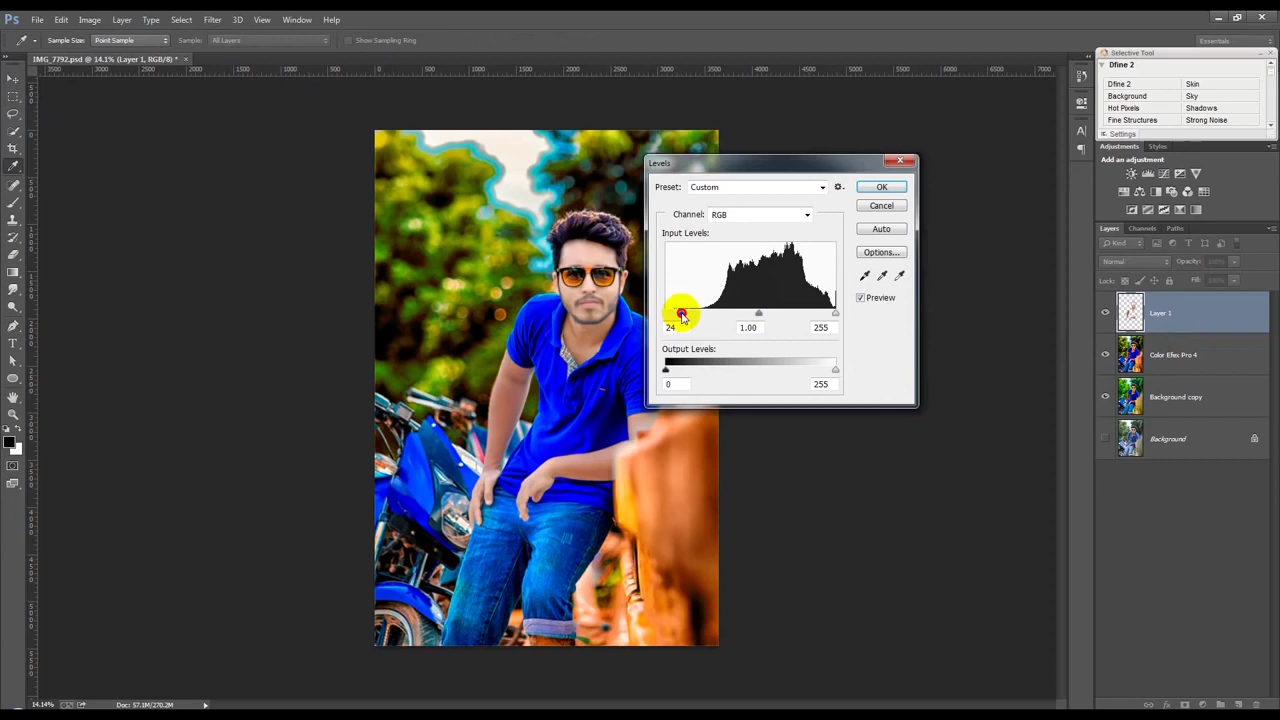 Ps File Edit Image Layer Type Select Filter 3D View Window Help
Sample Size: Point Sample Sample: All Layers Show Sampling Ring Essentials
IMG_7792.psd @ 14.1% (Layer 1, RGB/8) * ×
Selective Tool
Dfine 2
Dfine 2 Skin
Background Sky
Hot Pixels Shadows
Fine Structures Strong Noise
Settings
Adjustments Styles
Add an adjustment
Layers Channels Paths
Kind
Normal Opacity: 100%
Lock: Fill: 100%
Layer 1
Color Efex Pro 4
Background copy
Background
Levels
Preset: Custom OK
Cancel
Channel: RGB
Auto
Input Levels:
Options...
Preview
24 1.00 255
Output Levels:
0 255
14.14% Doc: 57.1M/270.2M